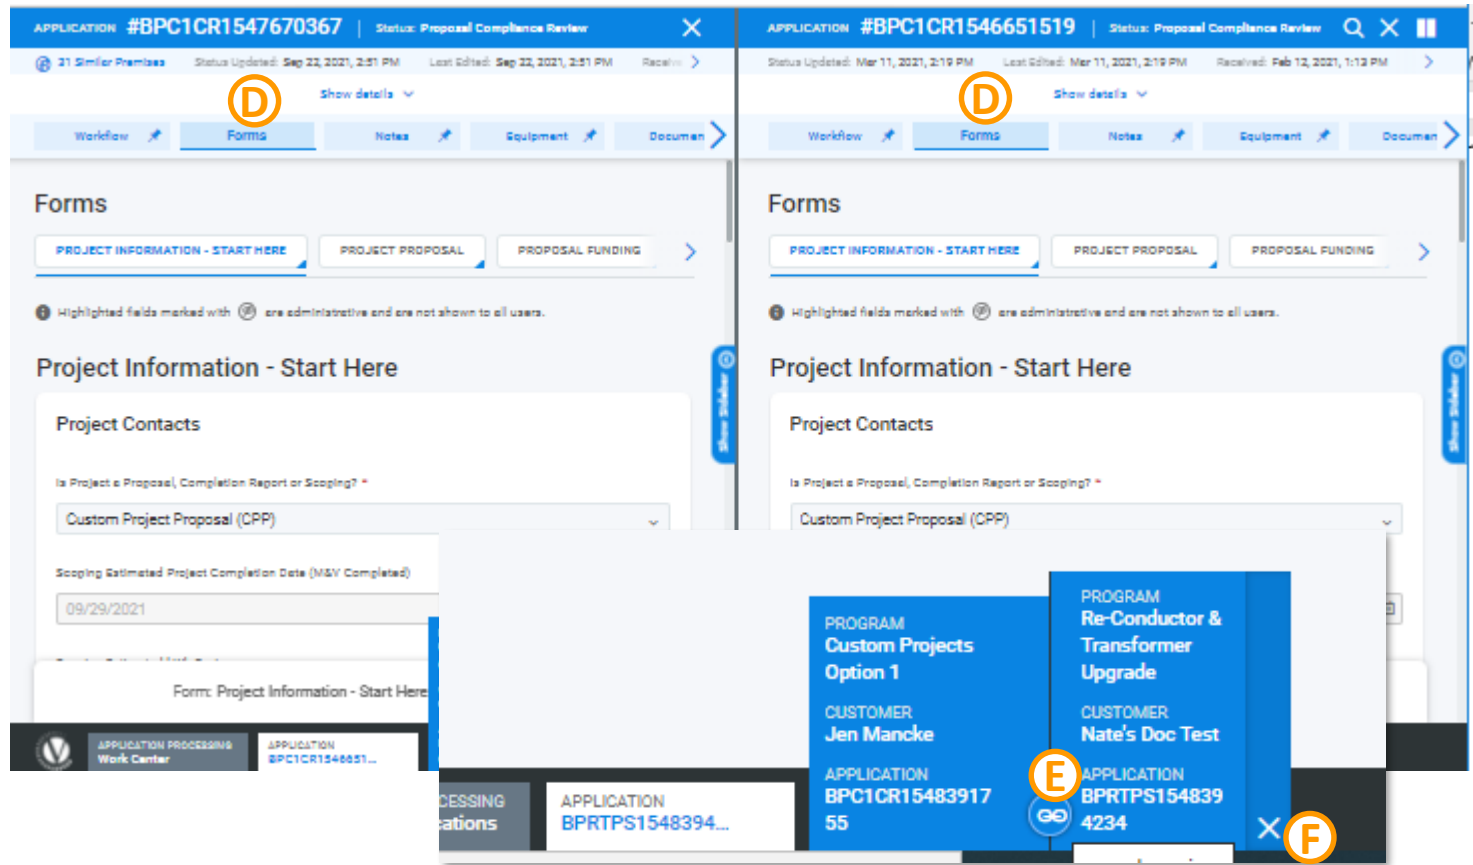 APPLICATION #BPC1CR1547670367 | Status: Proposal Compliance Review
31 Similar Premises Status Updated: Sep 22, 2021, 2:51 PM Last Edited: Sep 22, 2021, 2:51 PM
Show details
D
Workflow Forms Notes Equipment Documen
Forms
PROJECT INFORMATION - START HERE PROJECT PROPOSAL PROPOSAL FUNDING
Highlighted fields marked with are administrative and are not shown to all users.
Project Information - Start Here
Show Sidebar
Project Contacts
Is Project a Proposal, Completion Report or Scoping? *
Custom Project Proposal (CPP)
Scoping Estimated Project Completion Date (M&V Completed)
09/29/2021
Form: Project Information - Start Here
APPLICATION PROCESSING
Work Center
APPLICATION
BPC1CR1546651...
APPLICATION #BPC1CR1546651519 | Status: Proposal Compliance Review
Status Updated: Mar 11, 2021, 2:19 PM Last Edited: Mar 11, 2021, 2:19 PM Received: Feb 12, 2021, 1:13 PM
Show details
D
Workflow Forms Notes Equipment Documen
Forms
PROJECT INFORMATION - START HERE PROJECT PROPOSAL PROPOSAL FUNDING
Highlighted fields marked with are administrative and are not shown to all users.
Project Information - Start Here
Show Sidebar
Project Contacts
Is Project a Proposal, Completion Report or Scoping? *
Custom Project Proposal (CPP)
CESSING
cations
APPLICATION
BPRTPS1548394...
PROGRAM
Custom Projects
Option 1
CUSTOMER
Jen Mancke
APPLICATION
BPC1CR15483917
55
PROGRAM
Re-Conductor &
Transformer
Upgrade
CUSTOMER
Nate's Doc Test
E
APPLICATION
BPRTPS154839
4234
F